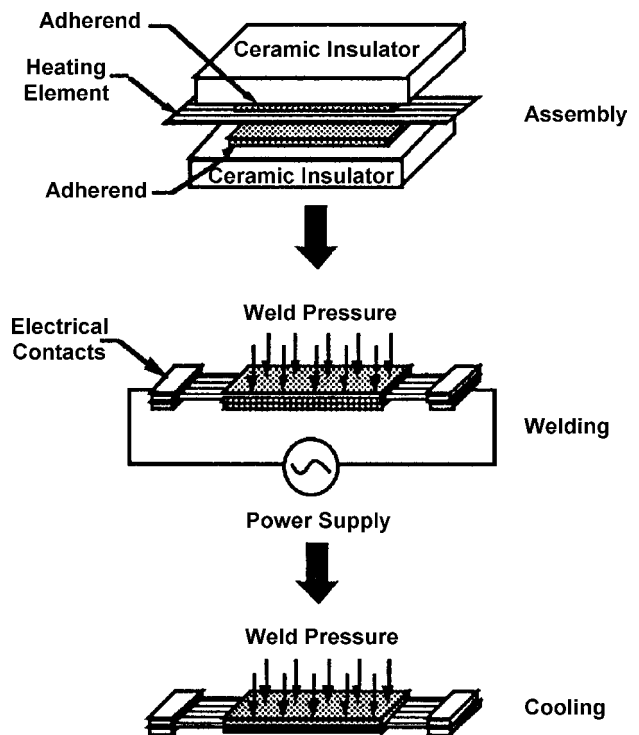 Adherend
Ceramic Insulator
Heating
Element
Assembly
Adherend
Ceramic Insulator
Weld Pressure
Electrical
Contacts
Welding
Power Supply
Weld Pressure
Cooling